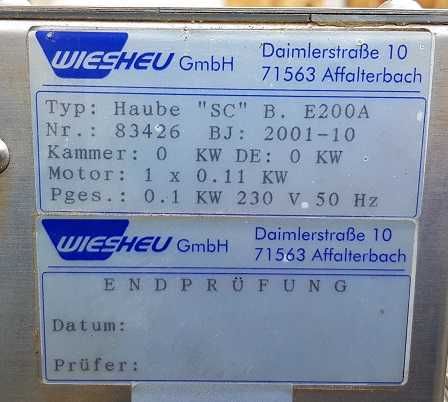 WIESHEU GmbH
Daimlerstraße 10
71563 Affalterbach
Typ: Haube "SC" B. E200A
Nr.: 83426 BJ: 2001-10
Kammer: 0 KW DE: 0 KW
Motor: 1 x 0.11 KW
Pges.: 0.1 KW 230 V 50 Hz
WIESHEU GmbH
Daimlerstraße 10
71563 Affalterbach
ENDPRÜFUNG
Datum:
Prüfer: